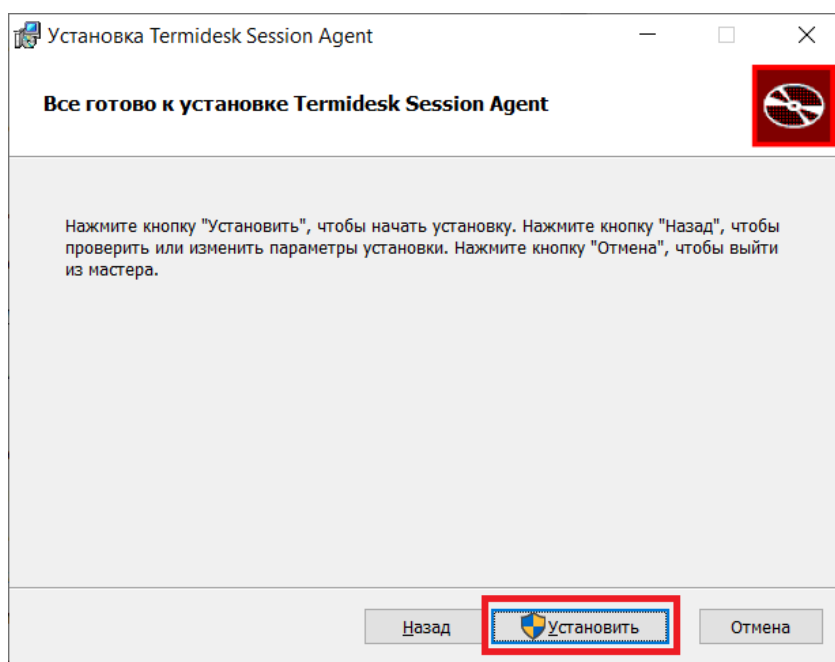 Установка Termidesk Session Agent
Все готово к установке Termidesk Session Agent
Нажмите кнопку "Установить", чтобы начать установку. Нажмите кнопку "Назад", чтобы
проверить или изменить параметры установки. Нажмите кнопку "Отмена", чтобы выйти
из мастера.
Назад
Установить
Отмена